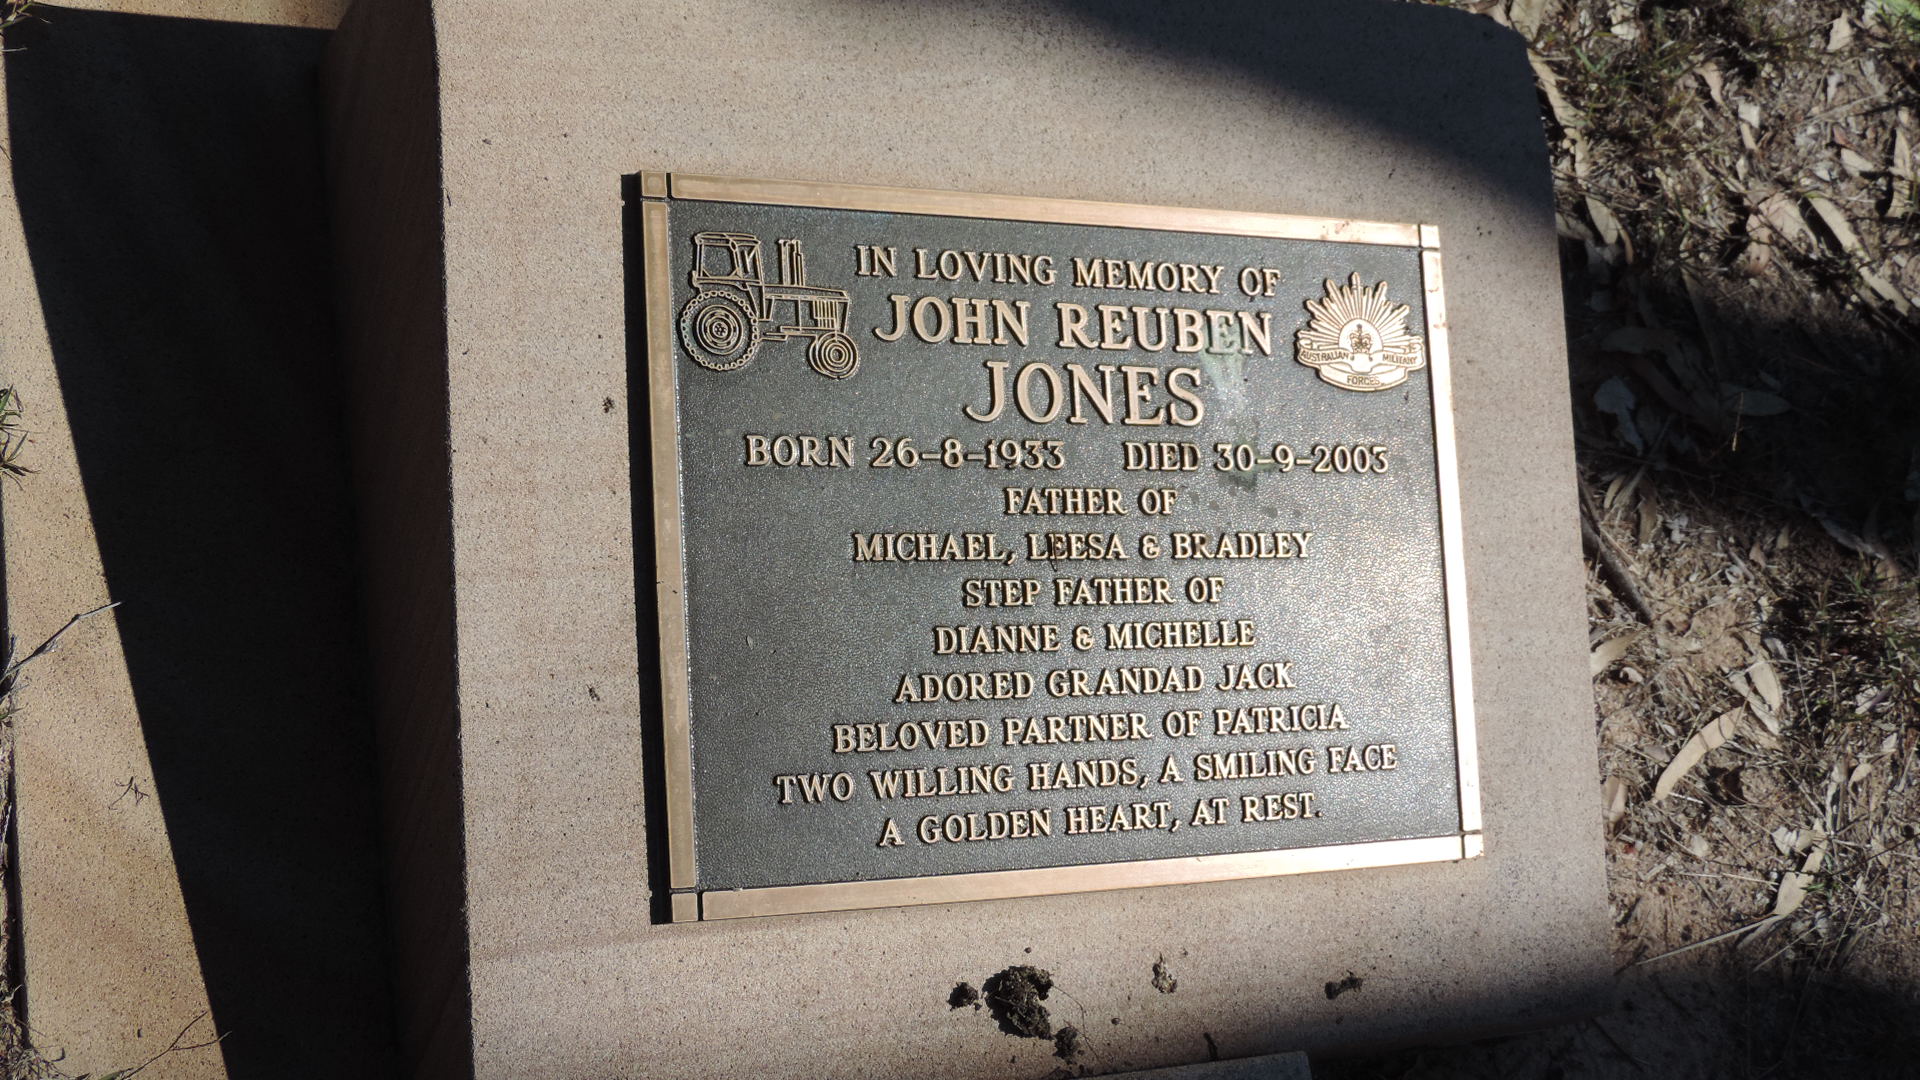 IN LOVING MEMORY OF
JOHN REUBEN
JONES
AUSTRALIAN MILITARY
FORCES
BORN 26-8-1933 DIED 30-9-2003
FATHER OF
MICHAEL, LEESA & BRADLEY
STEP FATHER OF
DIANNE & MICHELLE
ADORED GRANDAD JACK
BELOVED PARTNER OF PATRICIA
TWO WILLING HANDS, A SMILING FACE
A GOLDEN HEART, AT REST.